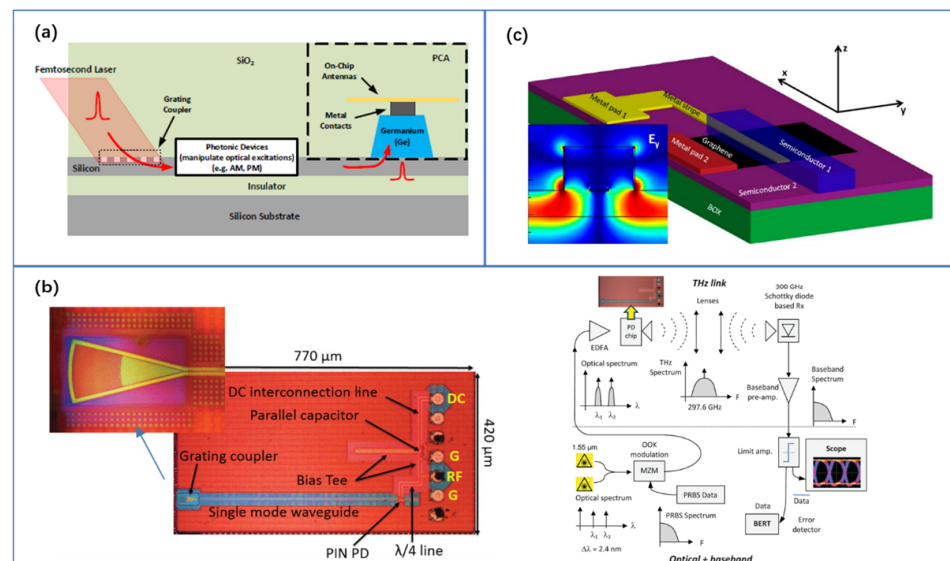 (a)
Femtosecond Laser
SiO₂
PCA
On-Chip
Antennas
Grating
Coupler
Metal
Contacts
Germanium
(Ge)
Photonic Devices
(manipulate optical excitations)
(e.g. AM, PM)
Silicon
Insulator
Silicon Substrate
(c)
z
x
y
Metal pad 1
Metal stripe
Ey
Graphene
Semiconductor 1
Metal pad 2
Semiconductor 2
BOX
(b)
770 µm
420 µm
DC interconnection line
DC
Parallel capacitor
Grating coupler
G
Bias Tee
RF
G
Single mode waveguide
PIN PD
λ/4 line
THz link
Lenses
300 GHz
Schottky diode
based Rx
PD
chip
EDFA
Optical spectrum
λ
λ₁ λ₂
THz
Spectrum
F
297.6 GHz
Baseband
pre-amp.
Baseband
Spectrum
F
1.55 µm
OOK
modulation
MZM
Limit amp.
Scope
Optical spectrum
PRBS Data
Data
Data
λ
λ₁ λ₂
PRBS Spectrum
F
BERT
Error
detector
Δλ = 2.4 nm
Optical + baseband